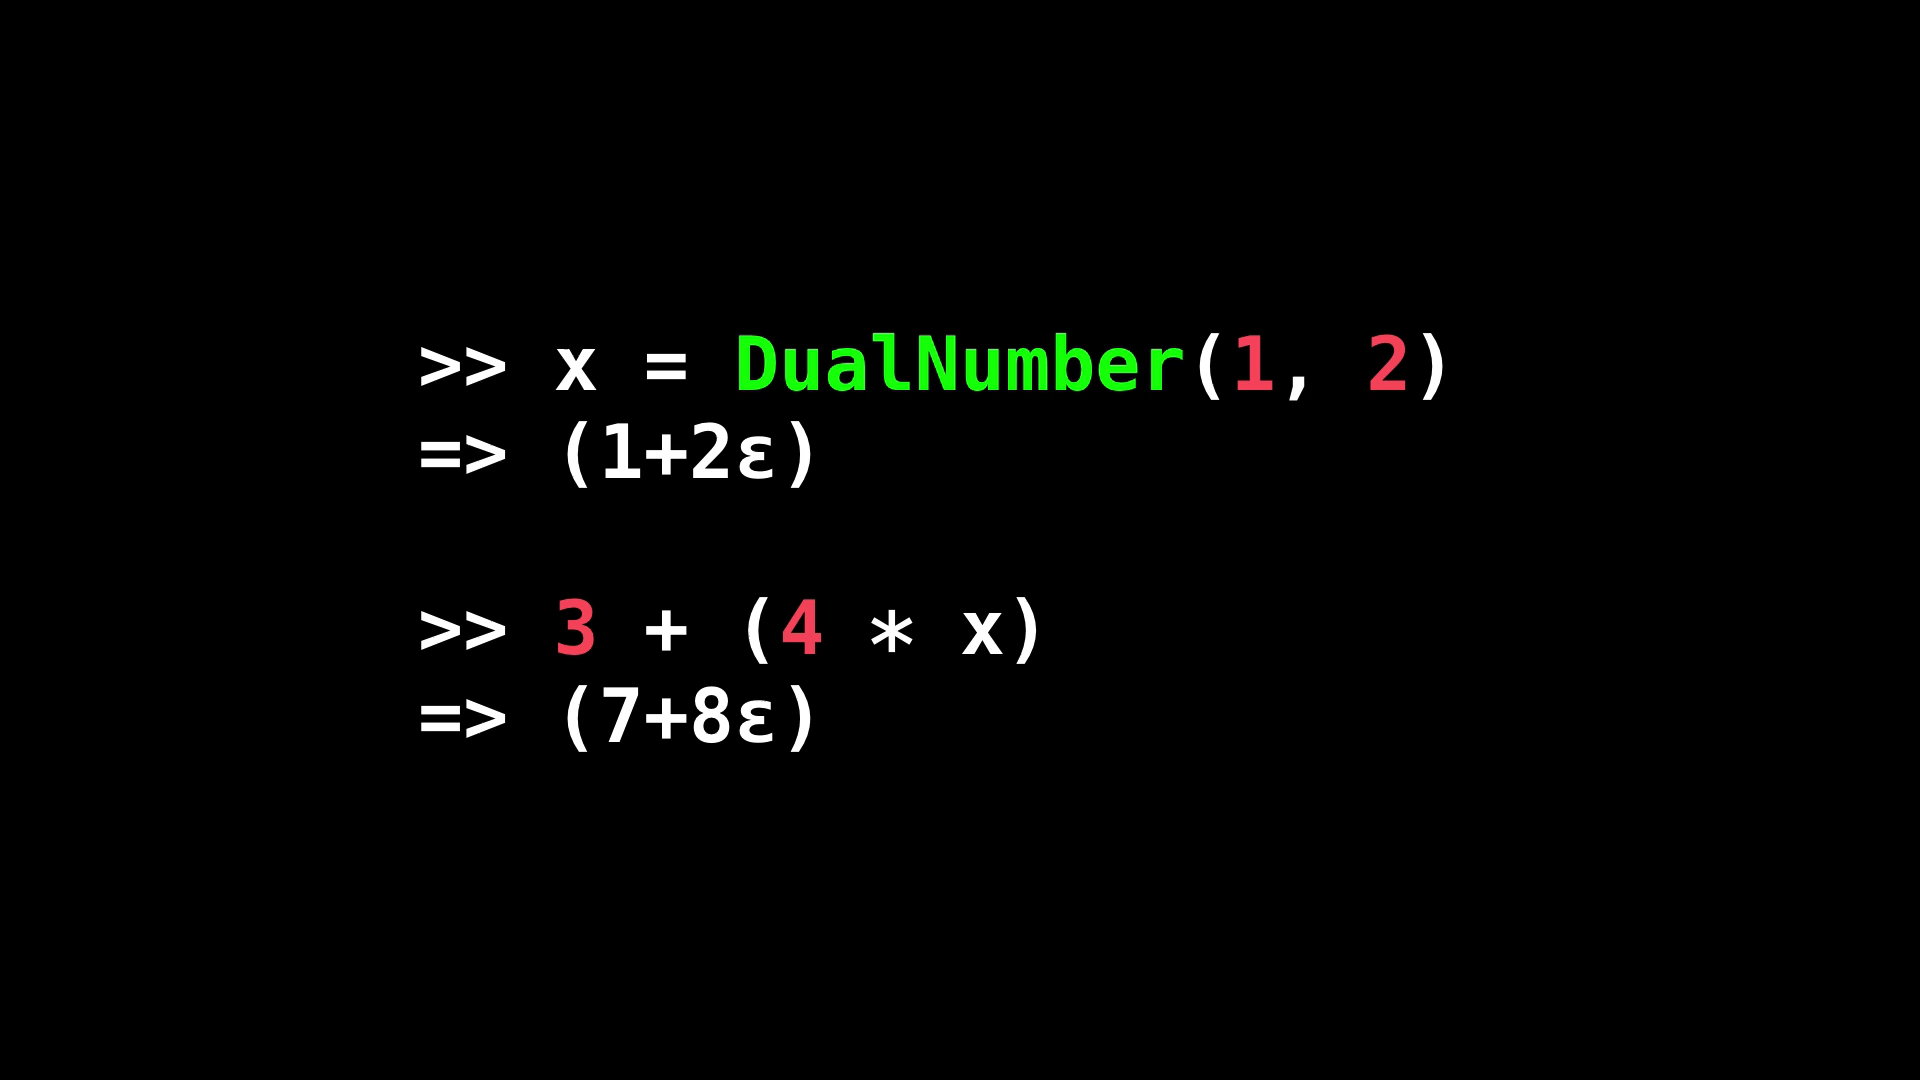 >> x = DualNumber(1, 2)
=> (1+2ε)
>> 3 + (4 * x)
=> (7+8ε)